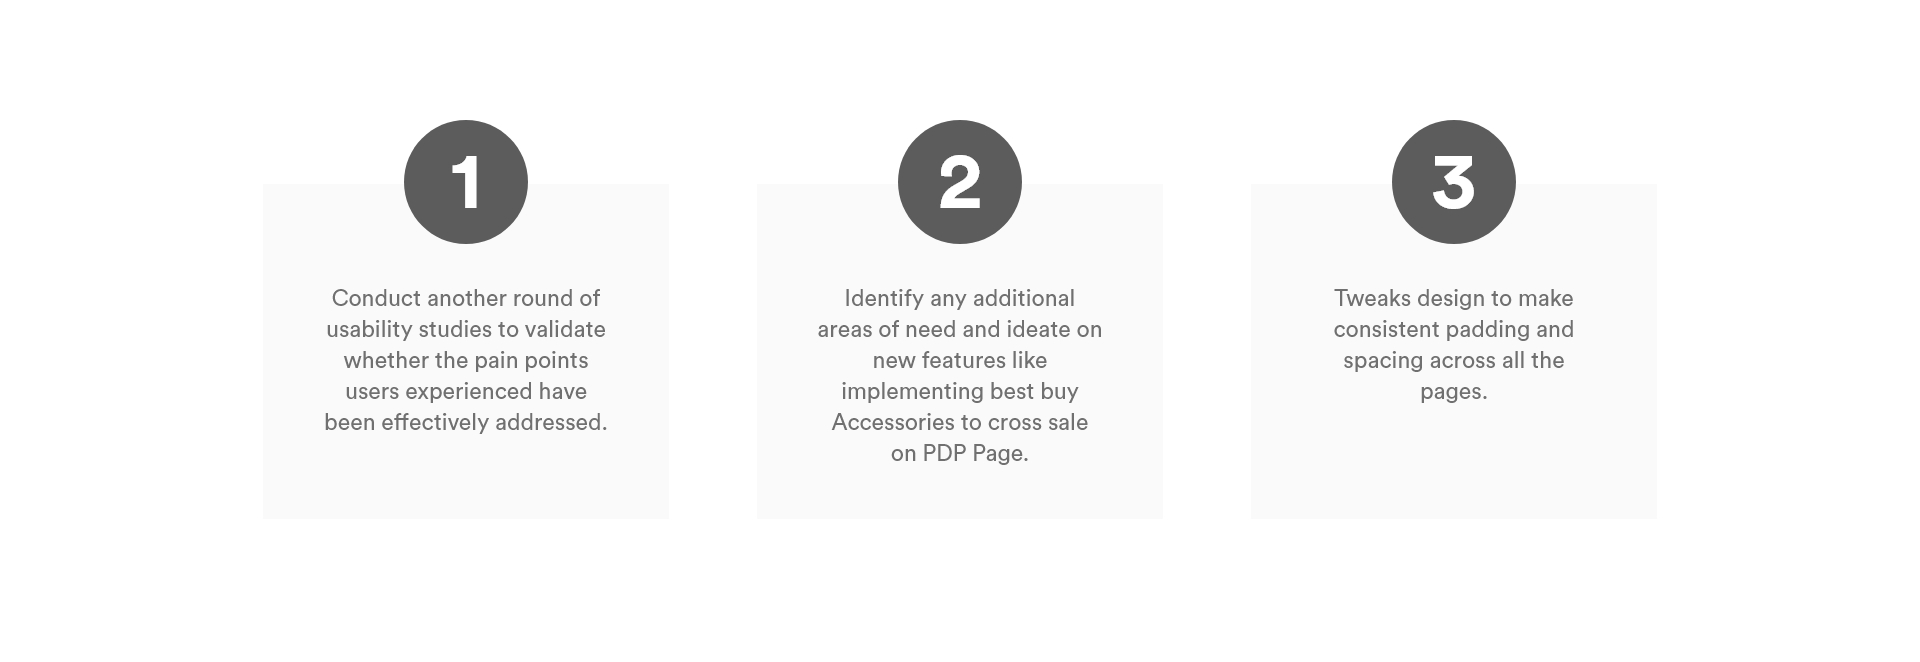 1
Conduct another round of
usability studies to validate
whether the pain points
users experienced have
been effectively addressed.
2
Identify any additional
areas of need and ideate on
new features like
implementing best buy
Accessories to cross sale
on PDP Page.
3
Tweaks design to make
consistent padding and
spacing across all the
pages.